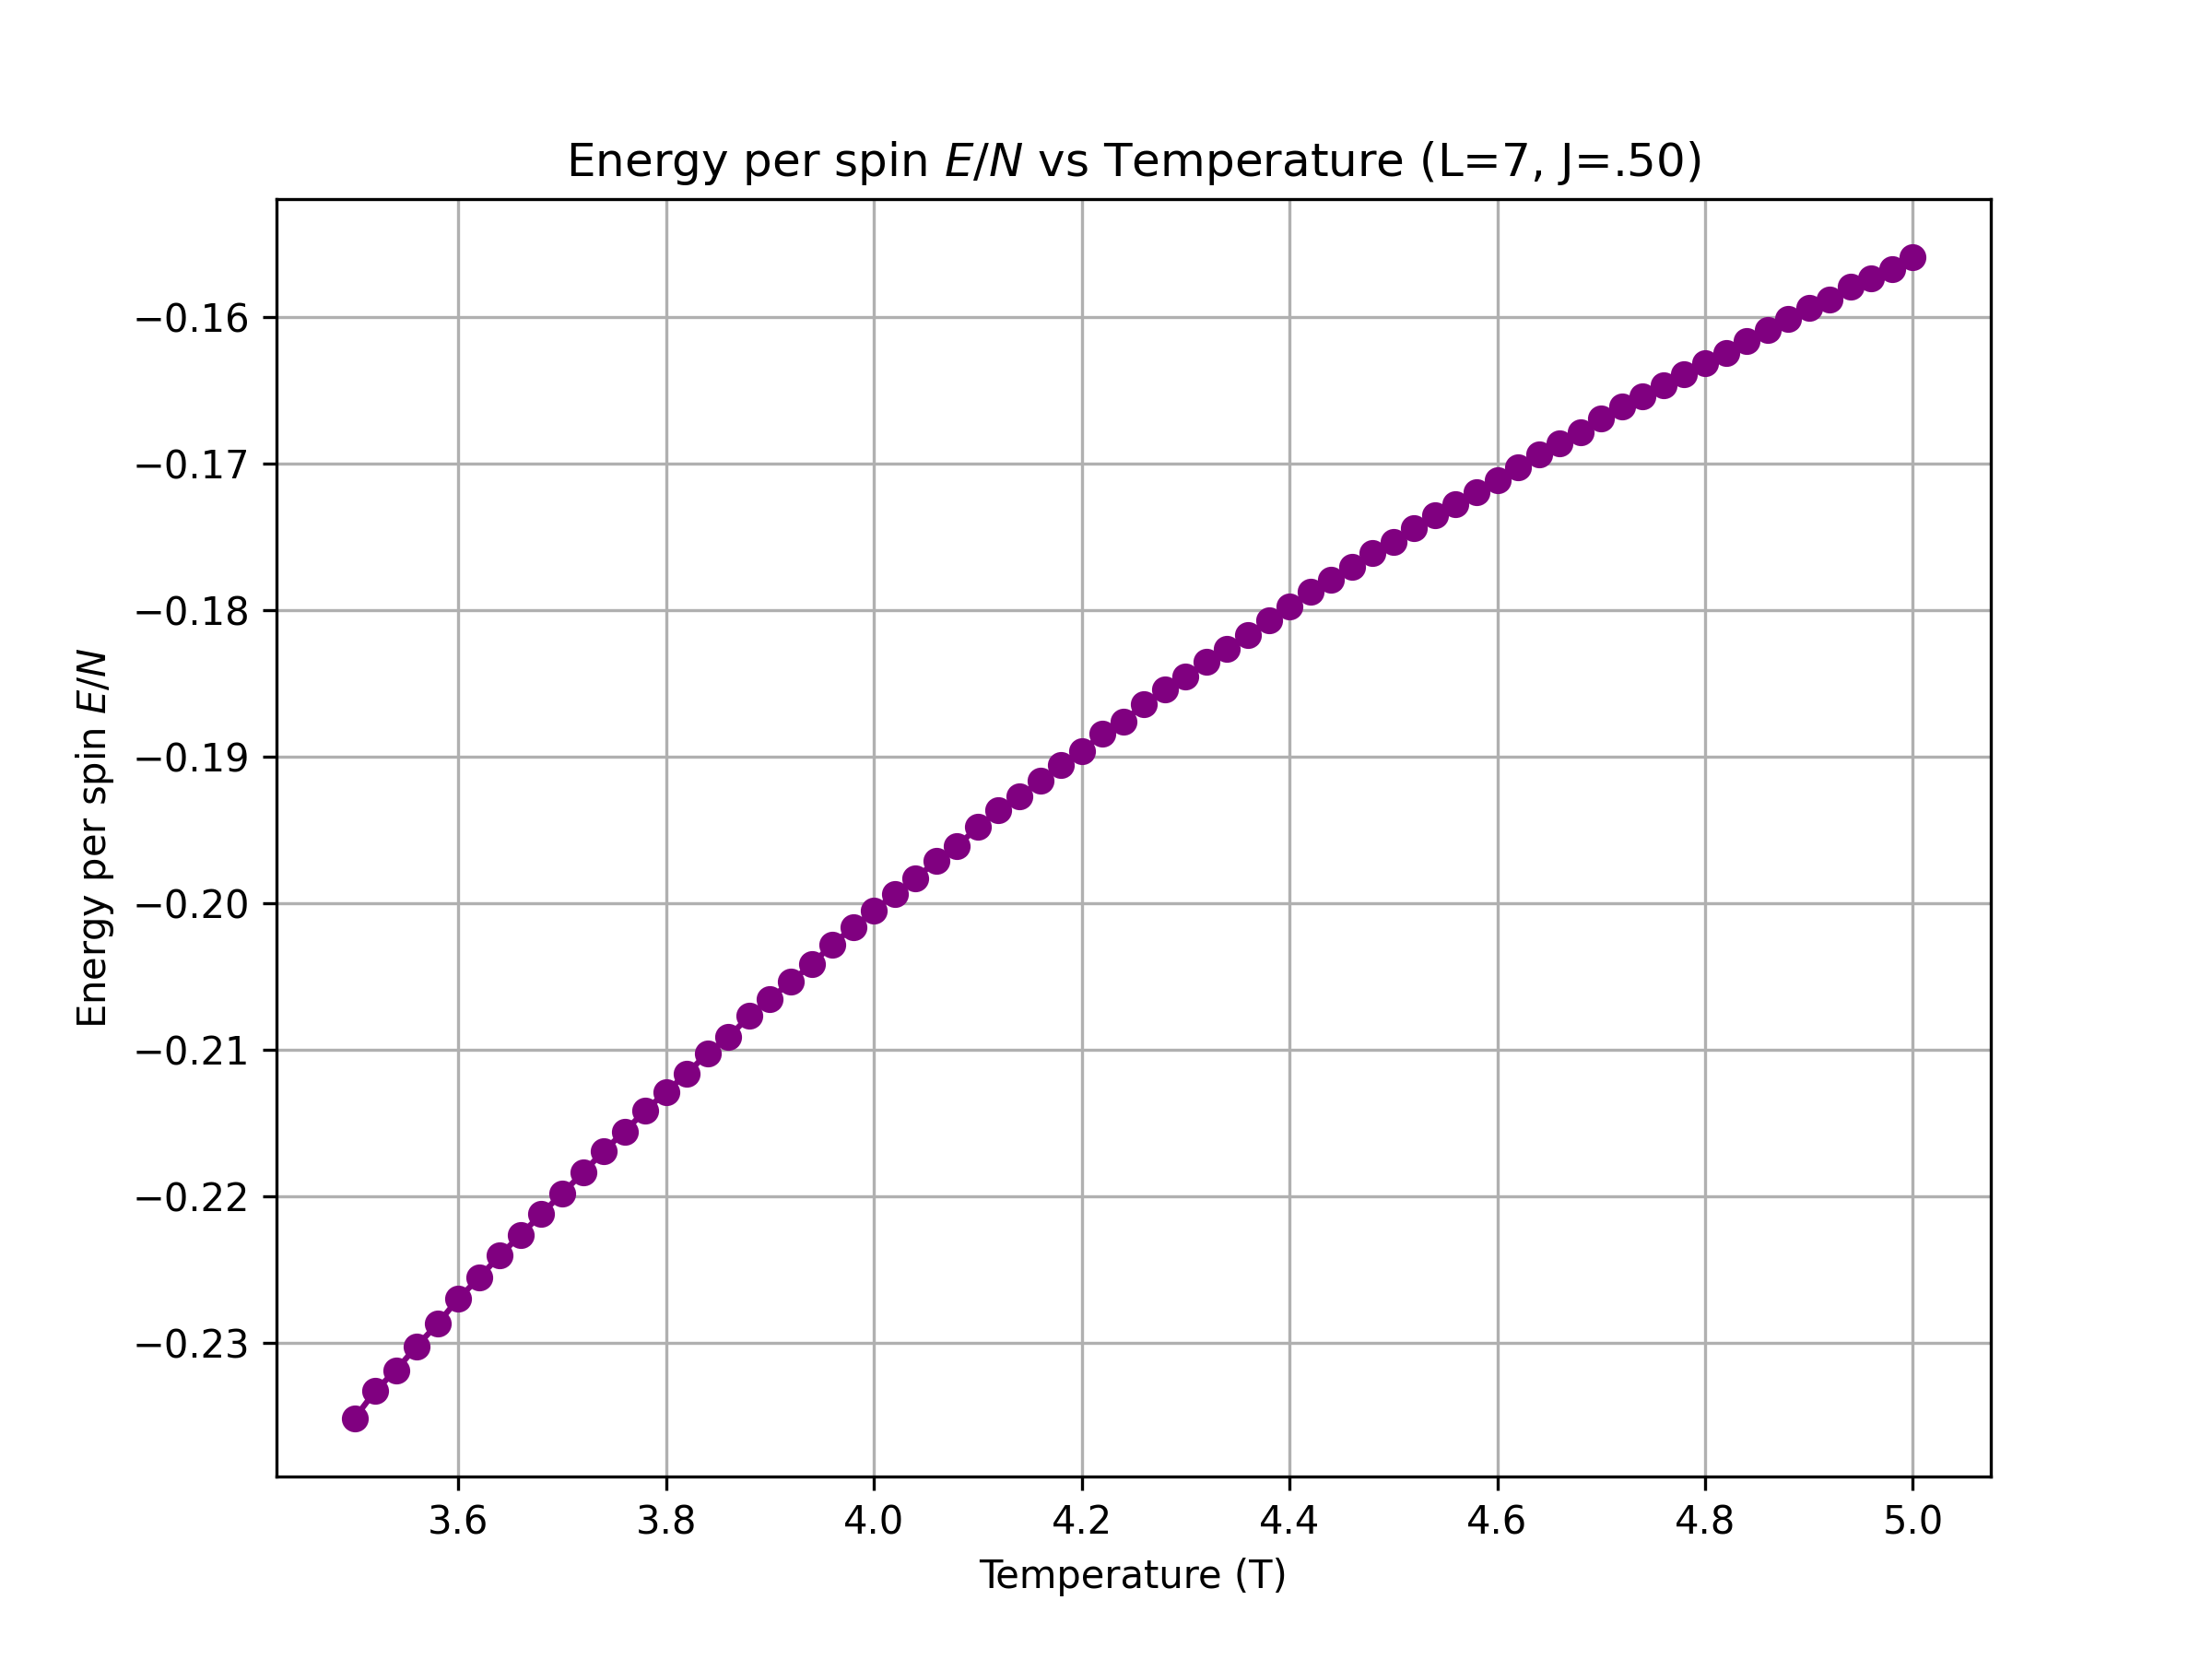 Energy per spin E/N vs Temperature (L=7, J=.50)
Energy per spin E/N
−0.16
−0.17
−0.18
−0.19
−0.20
−0.21
−0.22
−0.23
3.6 3.8 4.0 4.2 4.4 4.6 4.8 5.0
Temperature (T)